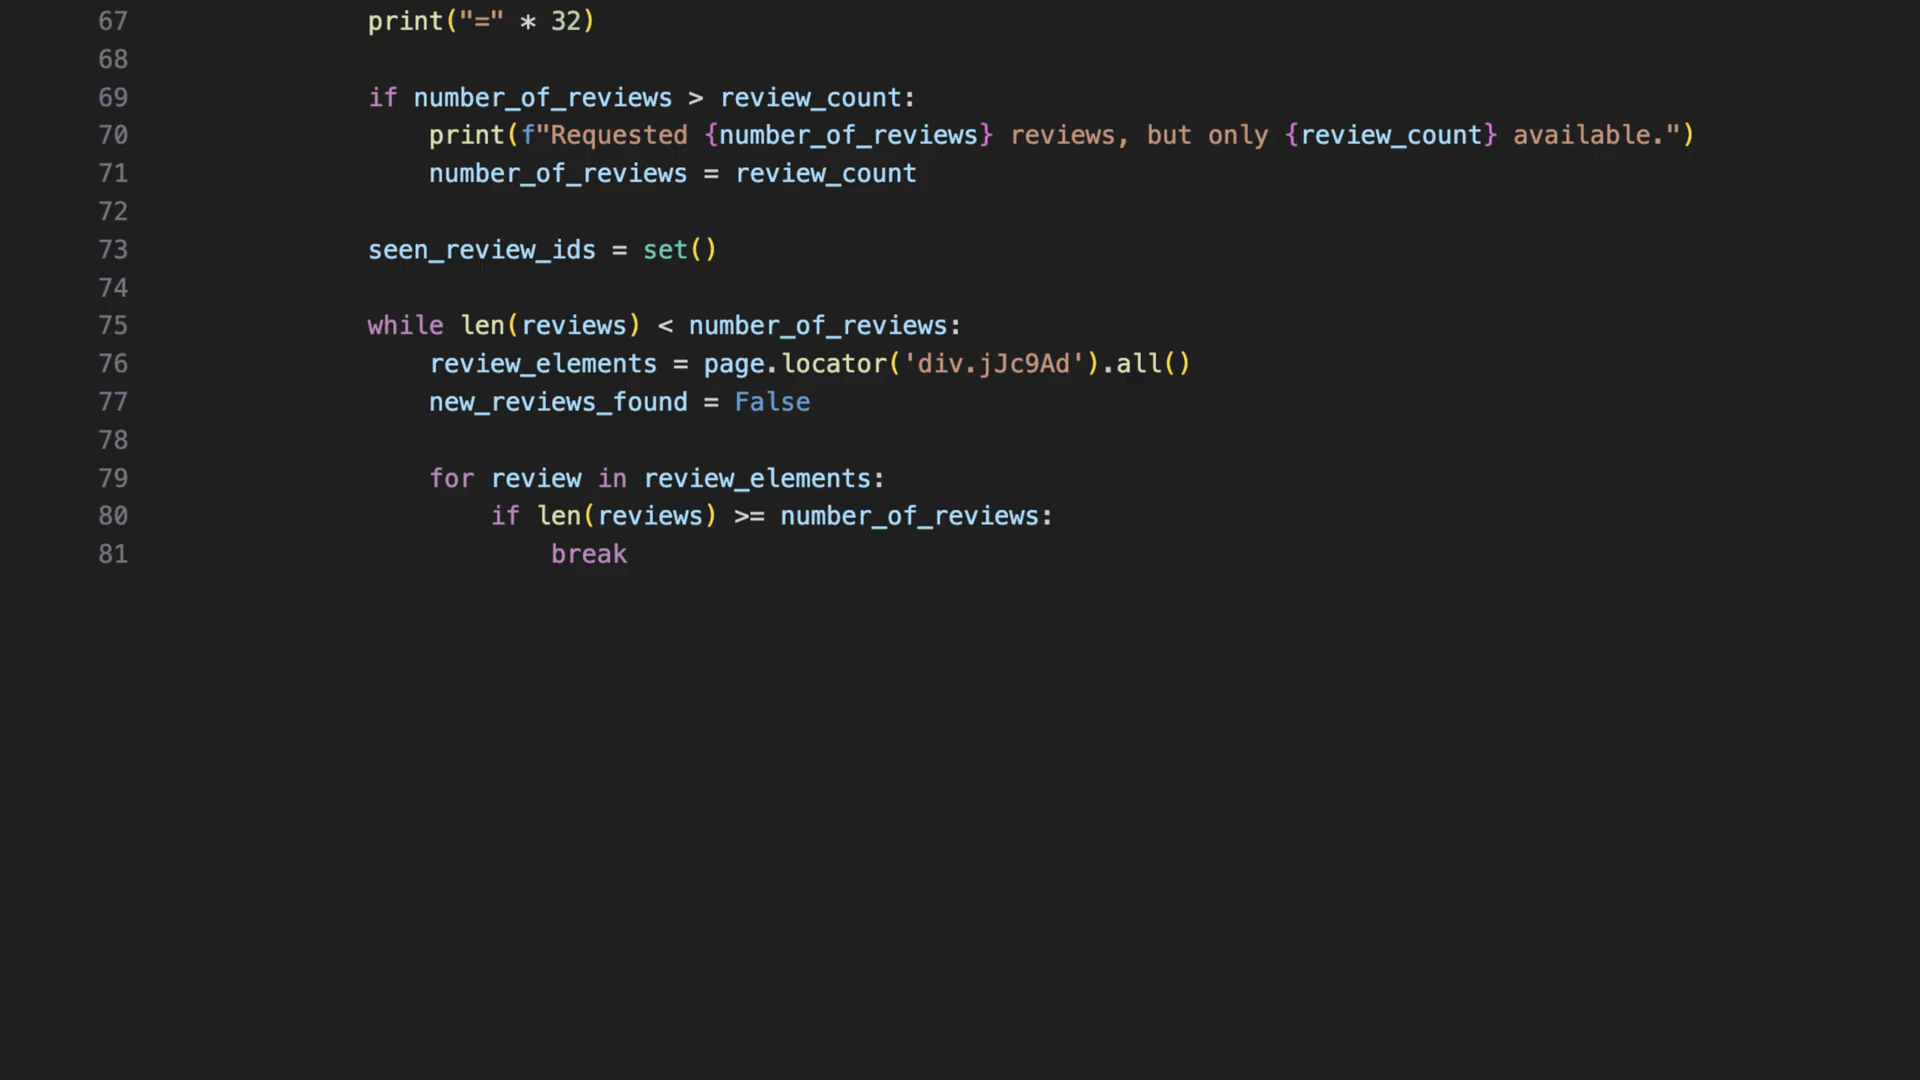 67 print("=" * 32)
68
69 if number_of_reviews > review_count:
70 print(f"Requested {number_of_reviews} reviews, but only {review_count} available.")
71 number_of_reviews = review_count
72
73 seen_review_ids = set()
74
75 while len(reviews) < number_of_reviews:
76 review_elements = page.locator('div.jJc9Ad').all()
77 new_reviews_found = False
78
79 for review in review_elements:
80 if len(reviews) >= number_of_reviews:
81 break